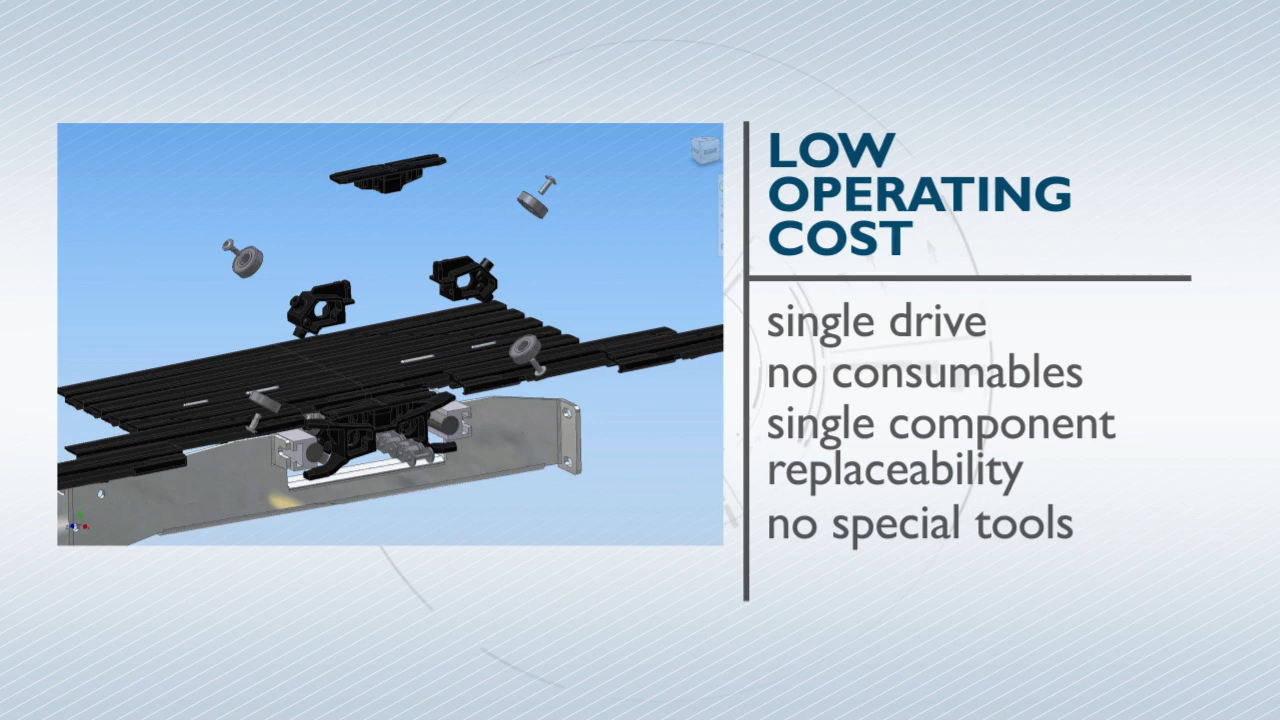 LOW
OPERATING
COST
single drive
no consumables
single component
replaceability
no special tools